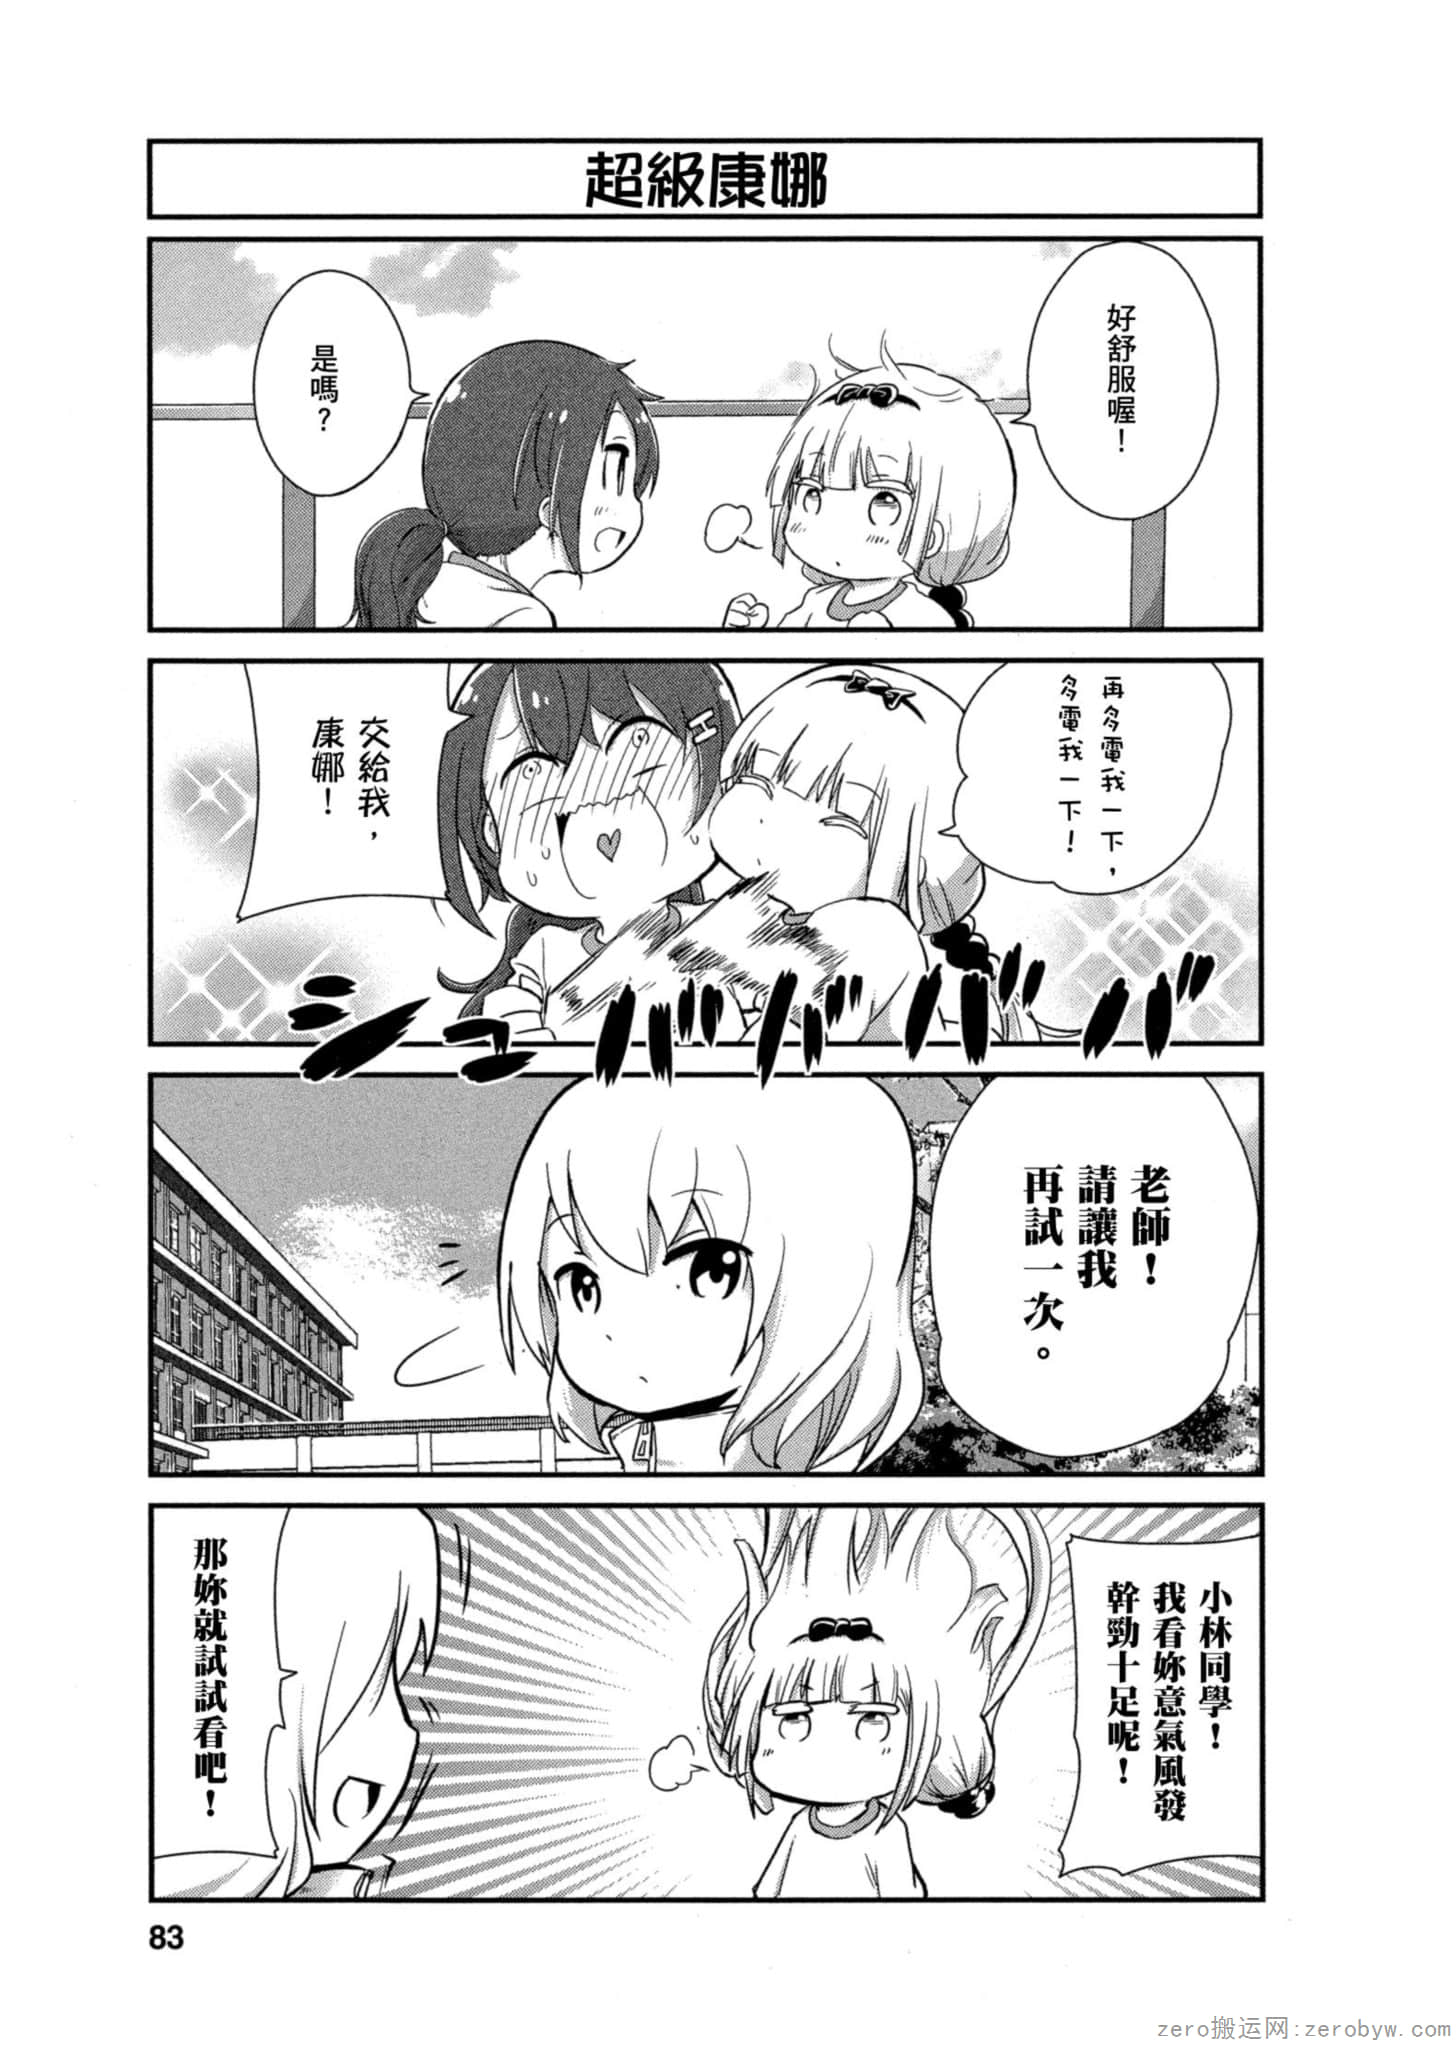 超級康娜
好舒服喔！
是嗎？
再多電我一下，
多電我一下！
交給我，
康娜！
シュババババ
老師！
請讓我
再試一次。
小林同學！
我看妳意氣風發
幹勁十足呢！
那妳就試試看吧！
83
zero搬运网:zerobyw.com